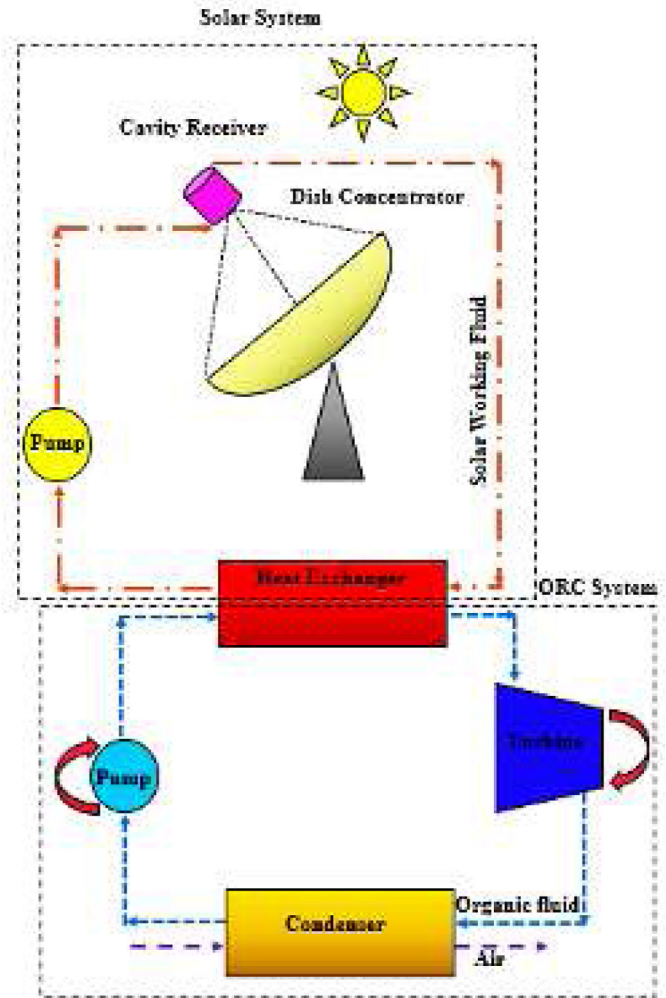 Solar System
Cavity Receiver
Dish Concentrator
Solar Working Fluid
Pump
Heat Exchanger
ORC System
Turbine
Pump
Organic fluid
Condenser
Air